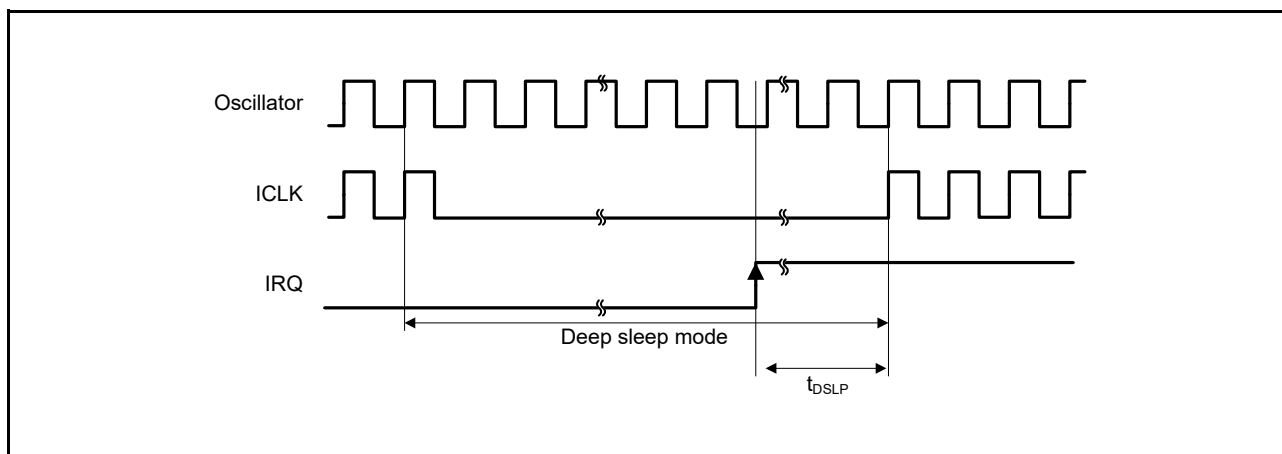 Oscillator
ICLK
IRQ
Deep sleep mode
tDSLP